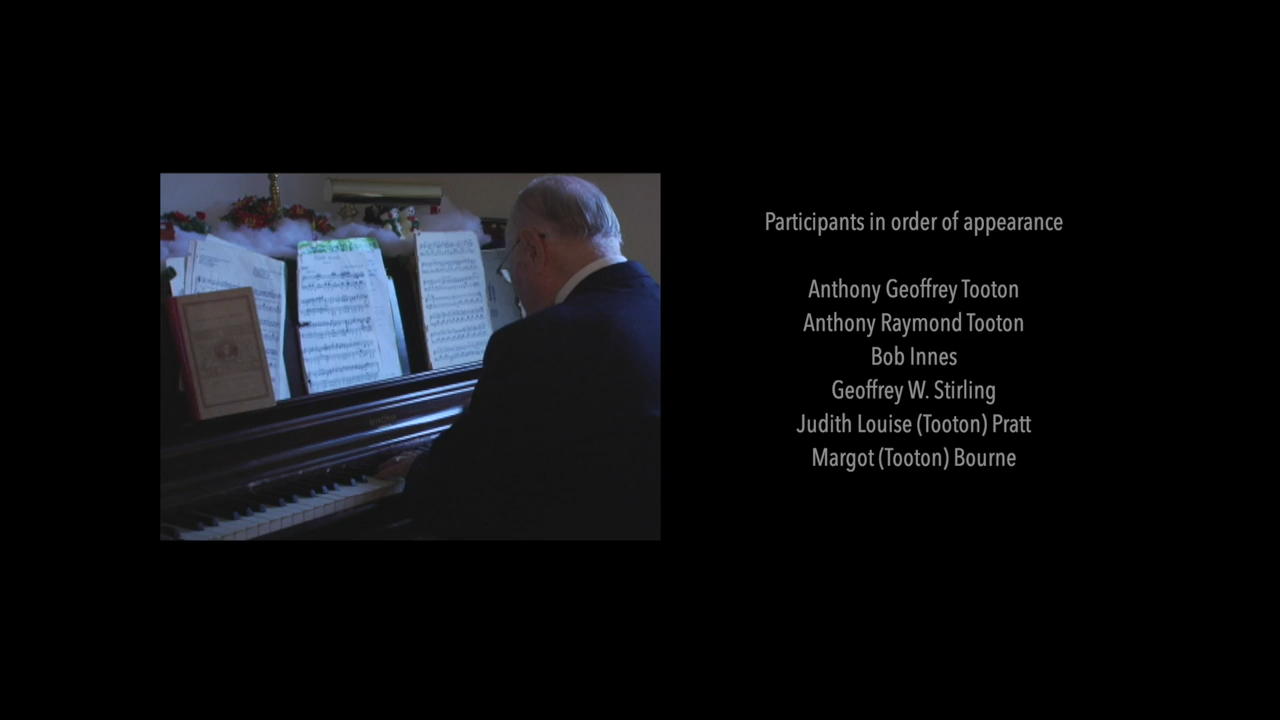 Participants in order of appearance
Anthony Geoffrey Tooton
Anthony Raymond Tooton
Bob Innes
Geoffrey W. Stirling
Judith Louise (Tooton) Pratt
Margot (Tooton) Bourne